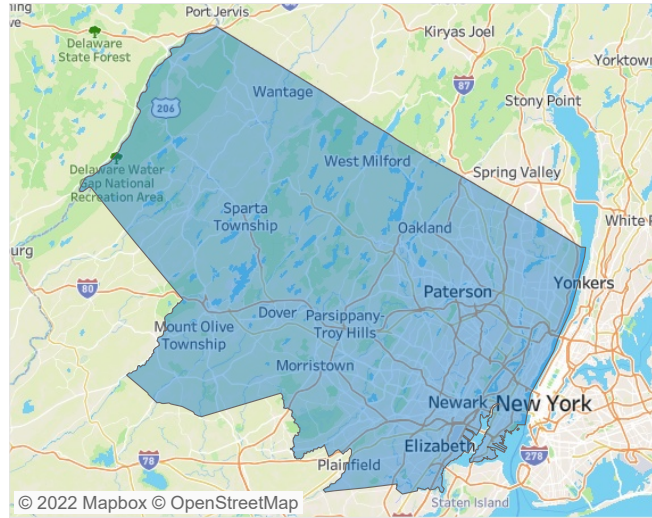 Port Jervis
ning
ve
Delaware
State Forest
Kiryas Joel
Yorktown
87
Wantage
206
Stony Point
Delaware Water
Gap National
Recreation Area
West Milford
Spring Valley
Sparta
Township
Oakland
White P
urg
80
Paterson
Yonkers
Dover
Parsippany-
Troy Hills
Mount Olive
Township
Morristown
Newark
New York
Elizabeth
78
Plainfield
278
Staten Island
© 2022 Mapbox © OpenStreetMap